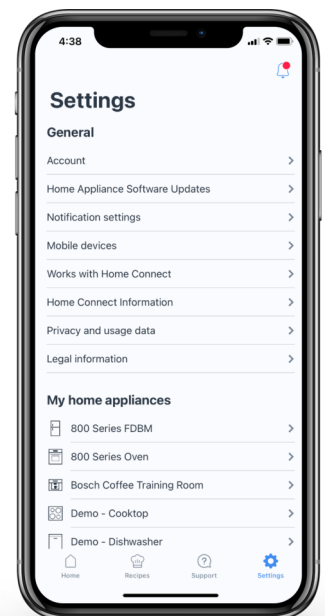 4:38
Settings
General
Account
Home Appliance Software Updates
Notification settings
Mobile devices
Works with Home Connect
Home Connect Information
Privacy and usage data
Legal information
My home appliances
800 Series FDBM
800 Series Oven
Bosch Coffee Training Room
Demo - Cooktop
Demo - Dishwasher
Home Recipes Support Settings